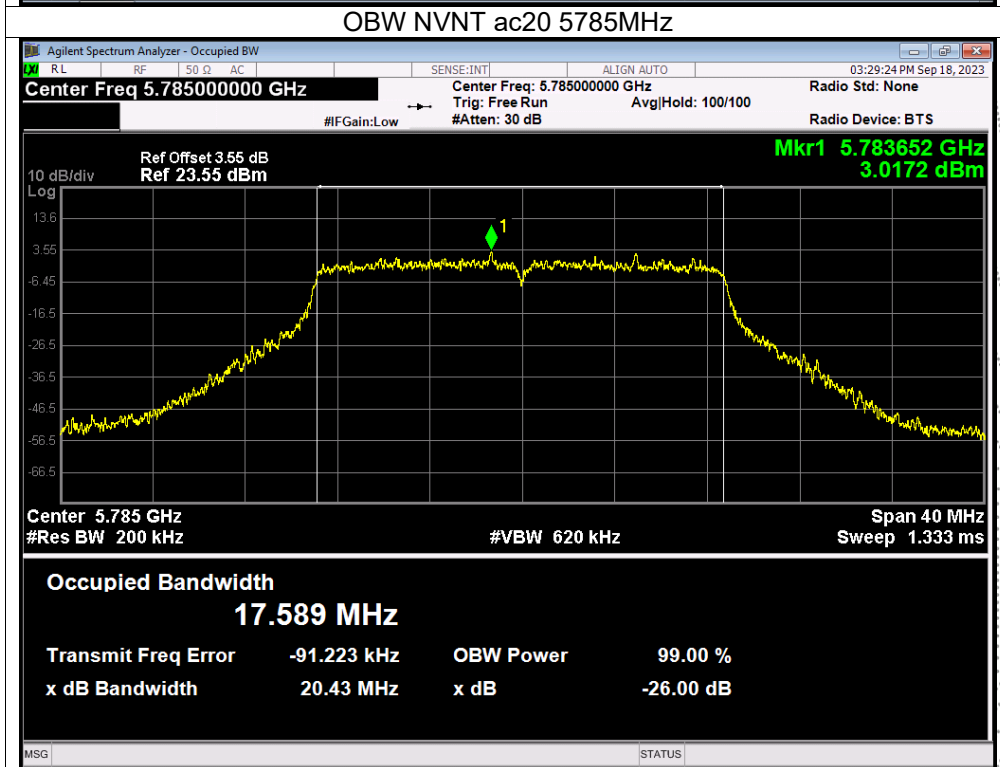 OBW NVNT ac20 5785MHz
Agilent Spectrum Analyzer - Occupied BW
LXI RL RF 50 Ω AC SENSE:INT ALIGN AUTO 03:29:24 PM Sep 18, 2023
Center Freq 5.785000000 GHz Center Freq: 5.785000000 GHz Radio Std: None
Trig: Free Run Avg|Hold: 100/100
#IFGain:Low #Atten: 30 dB Radio Device: BTS
Mkr1 5.783652 GHz
3.0172 dBm
Ref Offset 3.55 dB
10 dB/div Ref 23.55 dBm
Log
13.6
1
3.55
-6.45
-16.5
-26.5
-36.5
-46.5
-56.5
-66.5
Center 5.785 GHz Span 40 MHz
#Res BW 200 kHz #VBW 620 kHz Sweep 1.333 ms
Occupied Bandwidth
17.589 MHz
Transmit Freq Error -91.223 kHz OBW Power 99.00 %
x dB Bandwidth 20.43 MHz x dB -26.00 dB
MSG STATUS